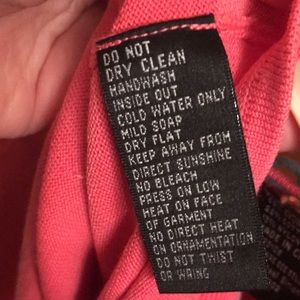 DO NOT
DRY CLEAN
HANDWASH
INSIDE OUT
COLD WATER ONLY
MILD SOAP
DRY FLAT
KEEP AWAY FROM
DIRECT SUNSHINE
NO BLEACH
PRESS ON LOW
HEAT ON FACE
OF GARMENT
NO DIRECT HEAT
ON ORNAMENTATION
DO NOT TWIST
OR WRING